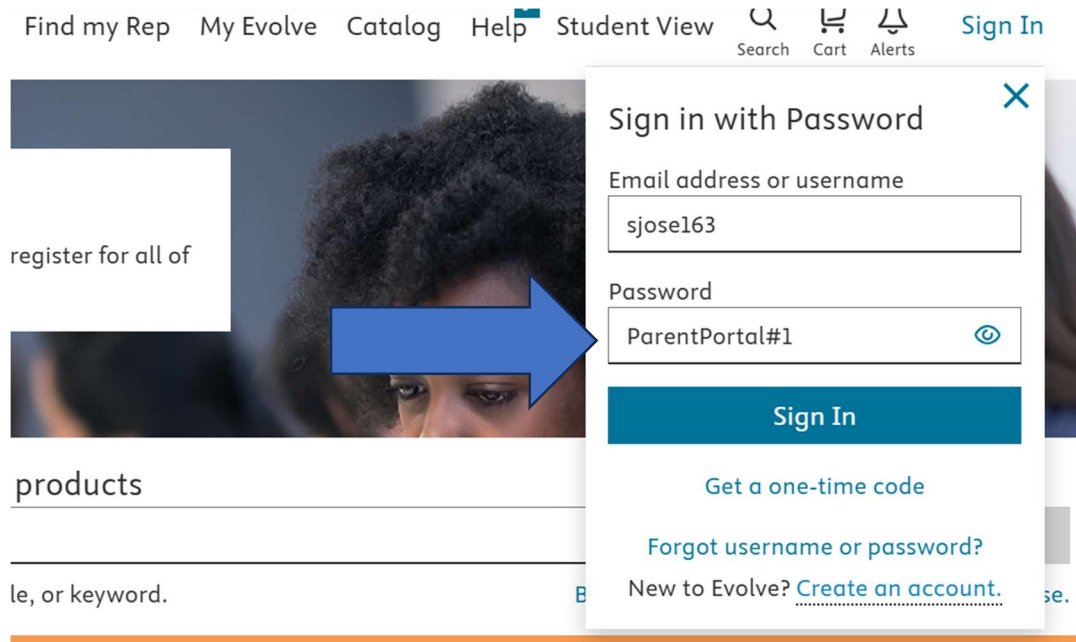 Find my Rep My Evolve Catalog Help Student View Search Cart Alerts Sign In
Sign in with Password
Email address or username
sjose163
register for all of
Password
ParentPortal#1
Sign In
Get a one-time code
Forgot username or password?
New to Evolve? Create an account.
products
le, or keyword.
B
se.